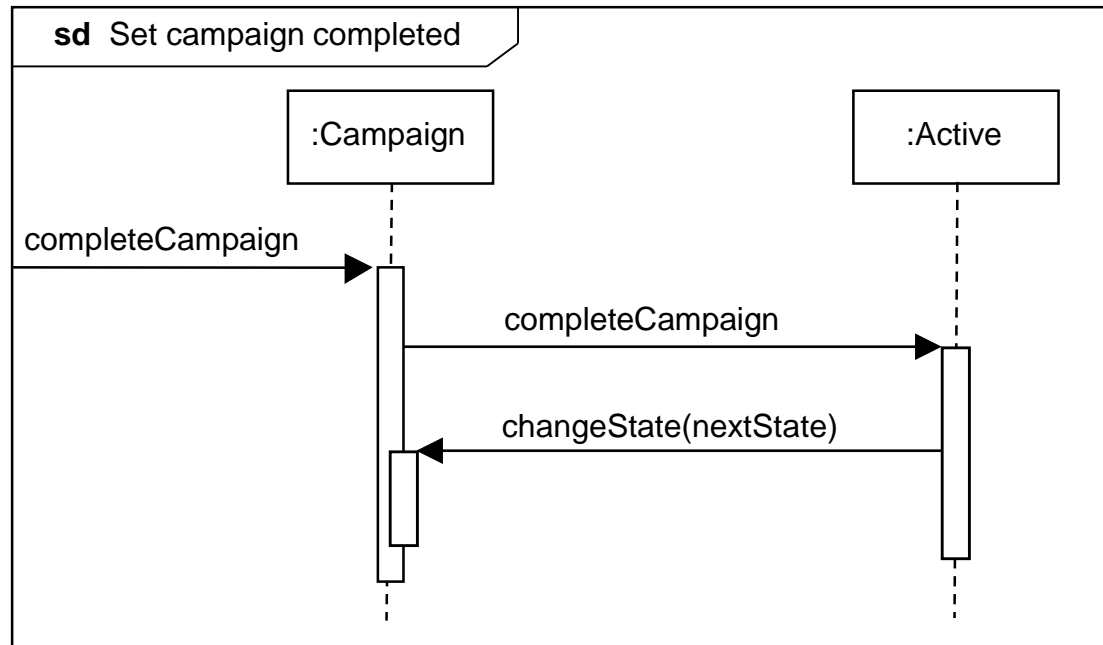 sd Set campaign completed
:Campaign
:Active
completeCampaign
completeCampaign
changeState(nextState)